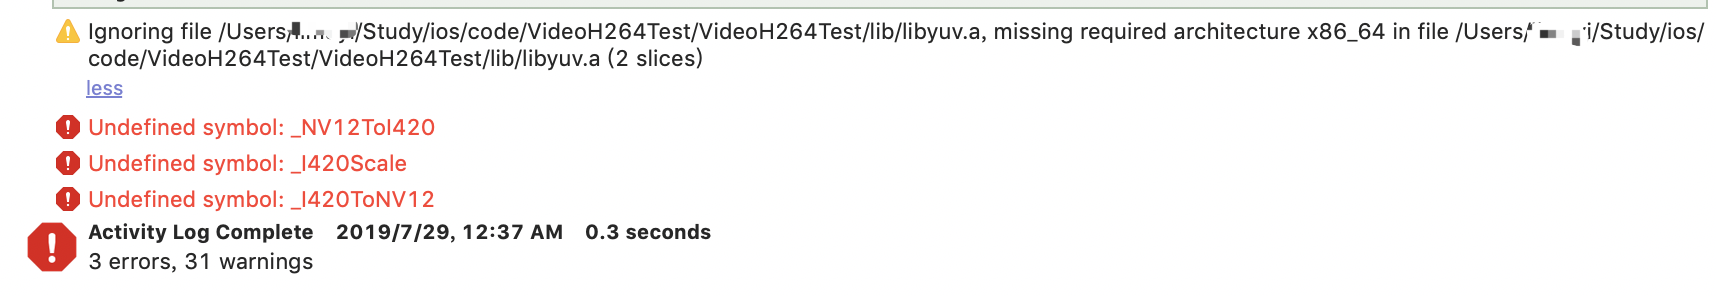 Ignoring file /Users/ /Study/ios/code/VideoH264Test/VideoH264Test/lib/libyuv.a, missing required architecture x86_64 in file /Users/ i/Study/ios/
code/VideoH264Test/VideoH264Test/lib/libyuv.a (2 slices)
less
Undefined symbol: _NV12ToI420
Undefined symbol: _I420Scale
Undefined symbol: _I420ToNV12
Activity Log Complete 2019/7/29, 12:37 AM 0.3 seconds
3 errors, 31 warnings